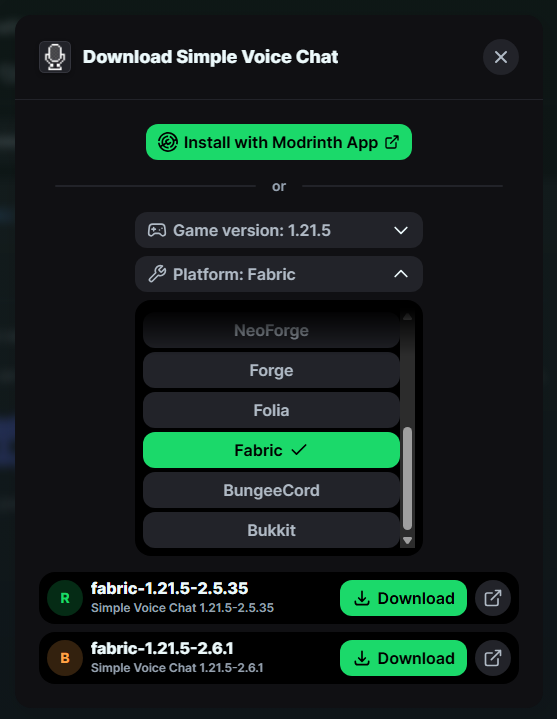 Download Simple Voice Chat
Install with Modrinth App
or
Game version: 1.21.5
Platform: Fabric
NeoForge
Forge
Folia
Fabric
BungeeCord
Bukkit
R
fabric-1.21.5-2.5.35
Simple Voice Chat 1.21.5-2.5.35
Download
B
fabric-1.21.5-2.6.1
Simple Voice Chat 1.21.5-2.6.1
Download